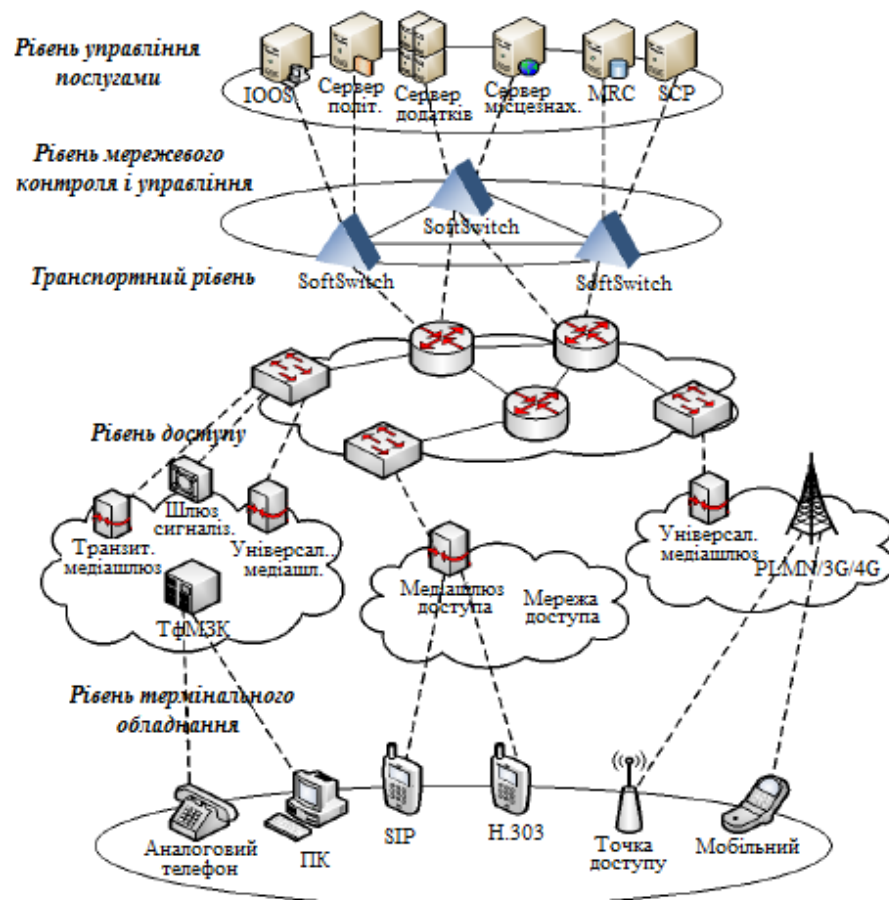 Рівень управління
послугами
IOOS
Сервер
політ.
Сервер
додатків
Сервер
місцезнах.
MRC
SCP
Рівень мережевого
контроля і управління
SoftSwitch
SoftSwitch
SoftSwitch
Транспортний рівень
Рівень доступу
Транзит.
медіашлюз
Шлюз
сигналіз.
Універсал..
медіашл.
ТфМЗК
Медіашлюз
доступа
Мережа
доступа
Універсал.
медіашлюз
PLMN/3G/4G
Рівень термінального
обладнання
Аналоговий
телефон
ПК
SIP
H.303
Точка
доступу
Мобільний